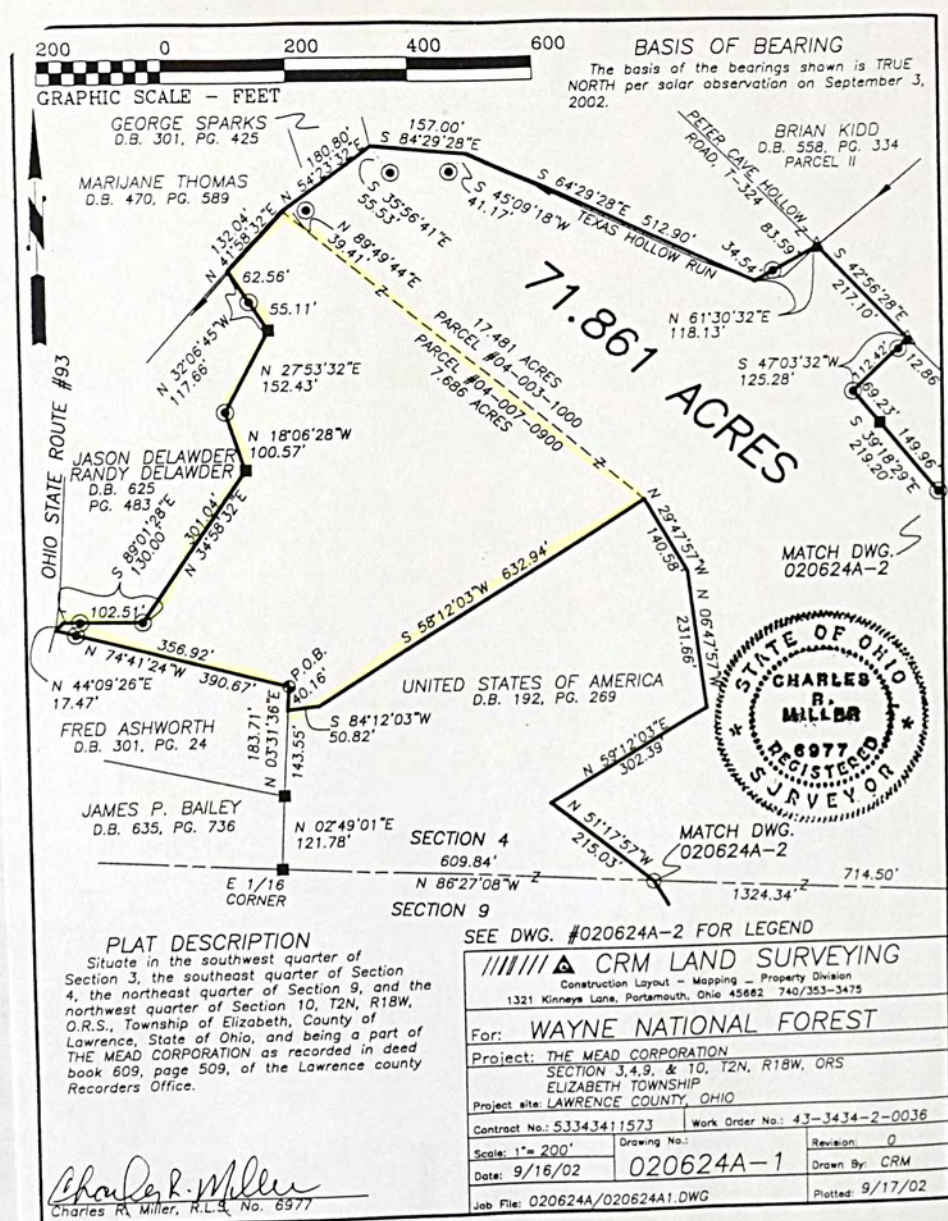 200 0 200 400 600
GRAPHIC SCALE - FEET
BASIS OF BEARING
The basis of the bearings shown is TRUE
NORTH per solar observation on September 3,
2002.
GEORGE SPARKS
D.B. 301, PG. 425
MARIJANE THOMAS
D.B. 470, PG. 589
180.80'
N 54°23'32"E
157.00'
S 84°29'28"E
S 35°56'41"E
55.53'
S 45°09'18"W
41.17'
S 64°29'28"E 512.90'
TEXAS HOLLOW RUN
PETER CAVE HOLLOW
ROAD, T-324
BRIAN KIDD
D.B. 558, PG. 334
PARCEL II
34.54'
83.59'
N 61°30'32"E
118.13'
S 42°56'28"E
217.10'
S 47°03'32"W
125.28'
112.42'
12.86
69.23'
149.96'
S 39°18'29"E
219.20'
MATCH DWG.
020624A-2
132.04'
N 41°58'32"E
N 89°49'44"E
39.41'
62.56'
55.11'
N 32°06'45"W
117.66'
N 27°53'32"E
152.43'
N 18°06'28"W
100.57'
OHIO STATE ROUTE #93
JASON DELAWDER
RANDY DELAWDER
D.B. 625
PG. 483
S 89°01'28"E
130.00'
301.04'
N 34°58'32"E
102.51'
356.92'
N 74°41'24"W 390.67'
N 44°09'26"E
17.47'
17.481 ACRES
PARCEL #04-003-1000
PARCEL #04-007-0900
7.686 ACRES
71.861 ACRES
S 58°12'03"W 632.94'
P.O.B.
40.16'
S 84°12'03"W
50.82'
N 29°47'57"W
140.58'
N 06°47'57"W
231.66'
UNITED STATES OF AMERICA
D.B. 192, PG. 269
N 59°12'03"E
302.39
N 51°17'57"W
215.03'
MATCH DWG.
020624A-2
STATE OF OHIO
CHARLES
R.
MILLER
6977
REGISTERED
SURVEYOR
FRED ASHWORTH
D.B. 301, PG. 24
183.71'
N 03°31'36"E
143.55'
JAMES P. BAILEY
D.B. 635, PG. 736
N 02°49'01"E
121.78'
SECTION 4
609.84'
N 86°27'08"W
714.50'
1324.34'
E 1/16
CORNER
SECTION 9
SEE DWG. #020624A-2 FOR LEGEND
PLAT DESCRIPTION
Situate in the southwest quarter of
Section 3, the southeast quarter of Section
4, the northeast quarter of Section 9, and the
northwest quarter of Section 10, T2N, R18W,
O.R.S., Township of Elizabeth, County of
Lawrence, State of Ohio, and being a part of
THE MEAD CORPORATION as recorded in deed
book 609, page 509, of the Lawrence county
Recorders Office.
Charles R. Miller
Charles R. Miller, R.L.S. No. 6977
CRM LAND SURVEYING
Construction Layout - Mapping - Property Division
1321 Kinneys Lane, Portsmouth, Ohio 45662 740/353-3475
For: WAYNE NATIONAL FOREST
Project: THE MEAD CORPORATION
SECTION 3,4,9, & 10, T2N, R18W, ORS
ELIZABETH TOWNSHIP
Project site: LAWRENCE COUNTY, OHIO
Contract No.: 53343411573 Work Order No.: 43-3434-2-0036
Scale: 1"= 200' Drawing No.: Revision: 0
Date: 9/16/02 020624A-1 Drawn By: CRM
Job File: 020624A/020624A1.DWG Plotted: 9/17/02